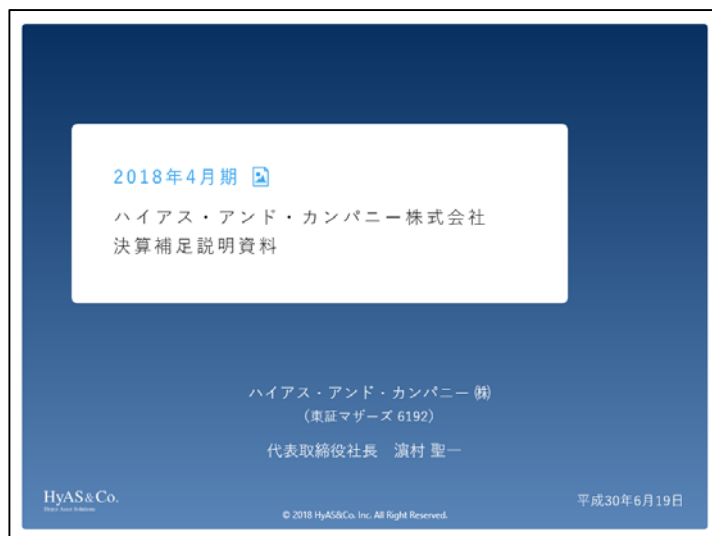 2018年4月期
ハイアス・アンド・カンパニー株式会社
決算補足説明資料
ハイアス・アンド・カンパニー ㈱
（東証マザーズ 6192）
代表取締役社長　濵村 聖一
HyAS&Co.
平成30年6月19日
© 2018 HyAS&Co. Inc. All Right Reserved.